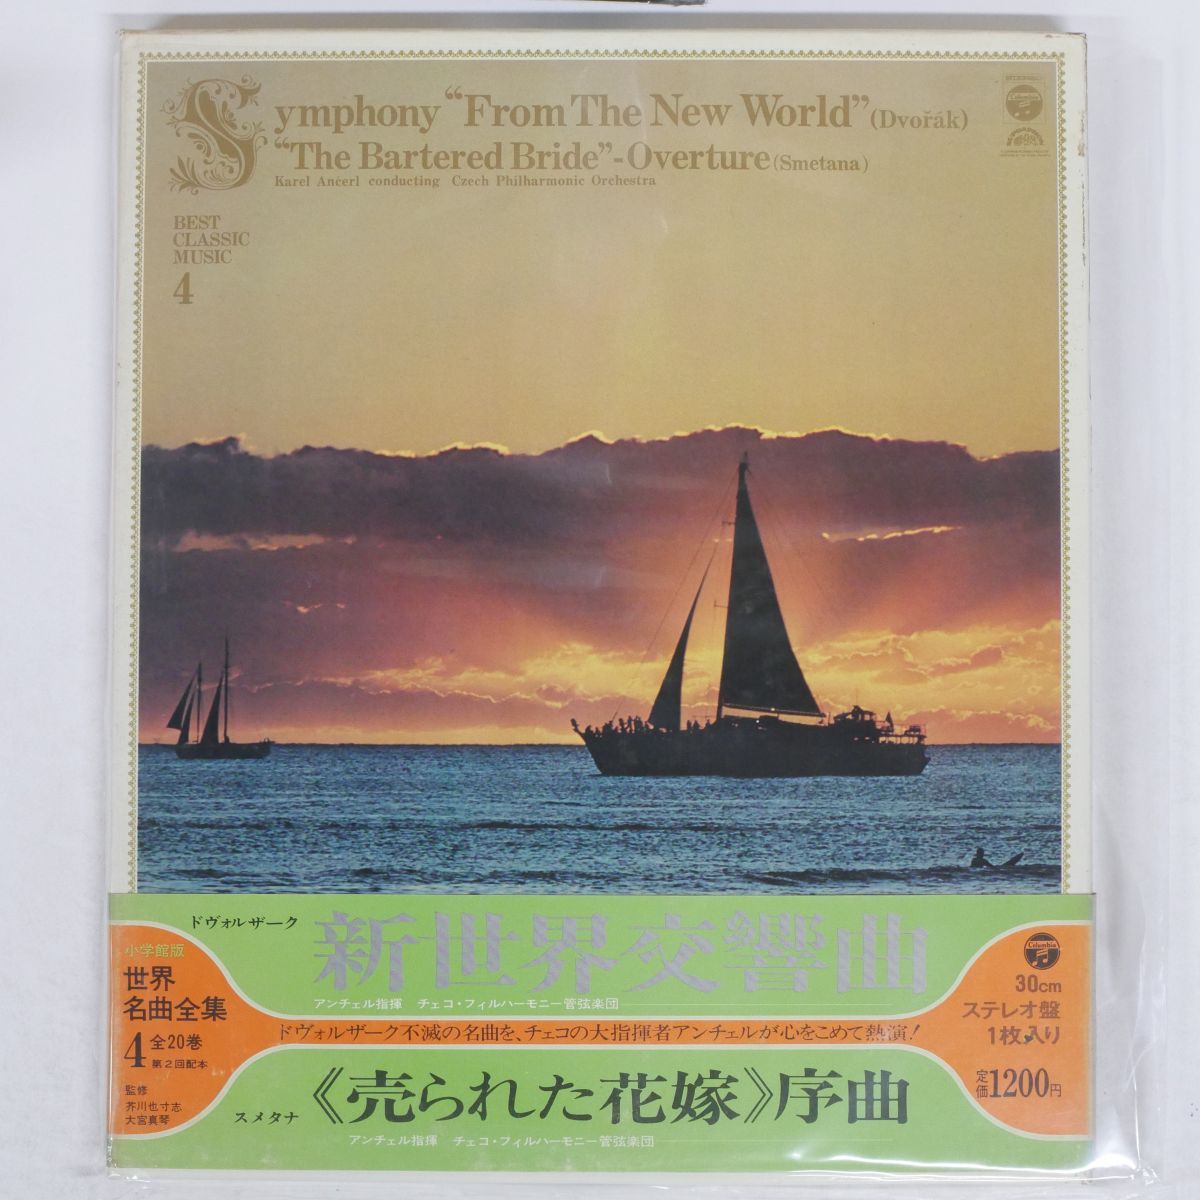 Symphony “From The New World” (Dvořák)
“The Bartered Bride”-Overture (Smetana)
Karel Ancerl conducting Czech Philharmonic Orchestra
BEST
CLASSIC
MUSIC
4
ドヴォルザーク
新世界交響曲
アンチェル指揮 チェコ・フィルハーモニー管弦楽団
ドヴォルザーク不滅の名曲を、チェコの大指揮者アンチェルが心をこめて熱演!
スメタナ
《売られた花嫁》序曲
アンチェル指揮 チェコ・フィルハーモニー管弦楽団
小学館版
世界
名曲全集
4 全20巻
第2回配本
監修
芥川也寸志
大宮真琴
Columbia
30cm
ステレオ盤
1枚入り
定価1200円